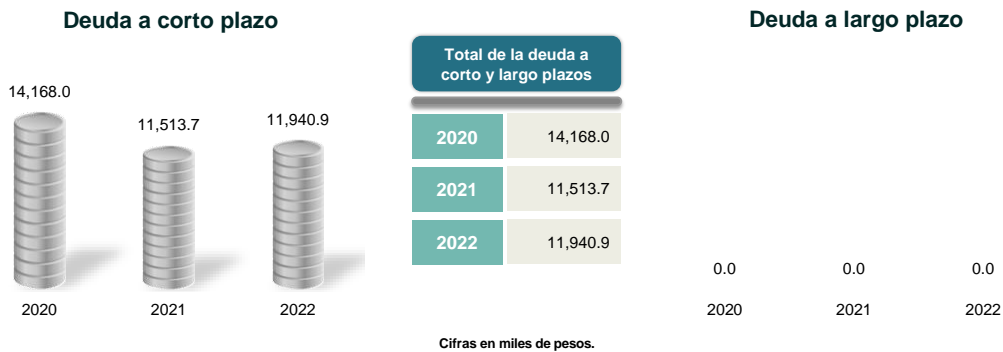 Deuda a corto plazo
14,168.0
11,513.7
11,940.9
2020
2021
2022
Total de la deuda a
corto y largo plazos
2020 14,168.0
2021 11,513.7
2022 11,940.9
Cifras en miles de pesos.
Deuda a largo plazo
0.0 0.0 0.0
2020 2021 2022